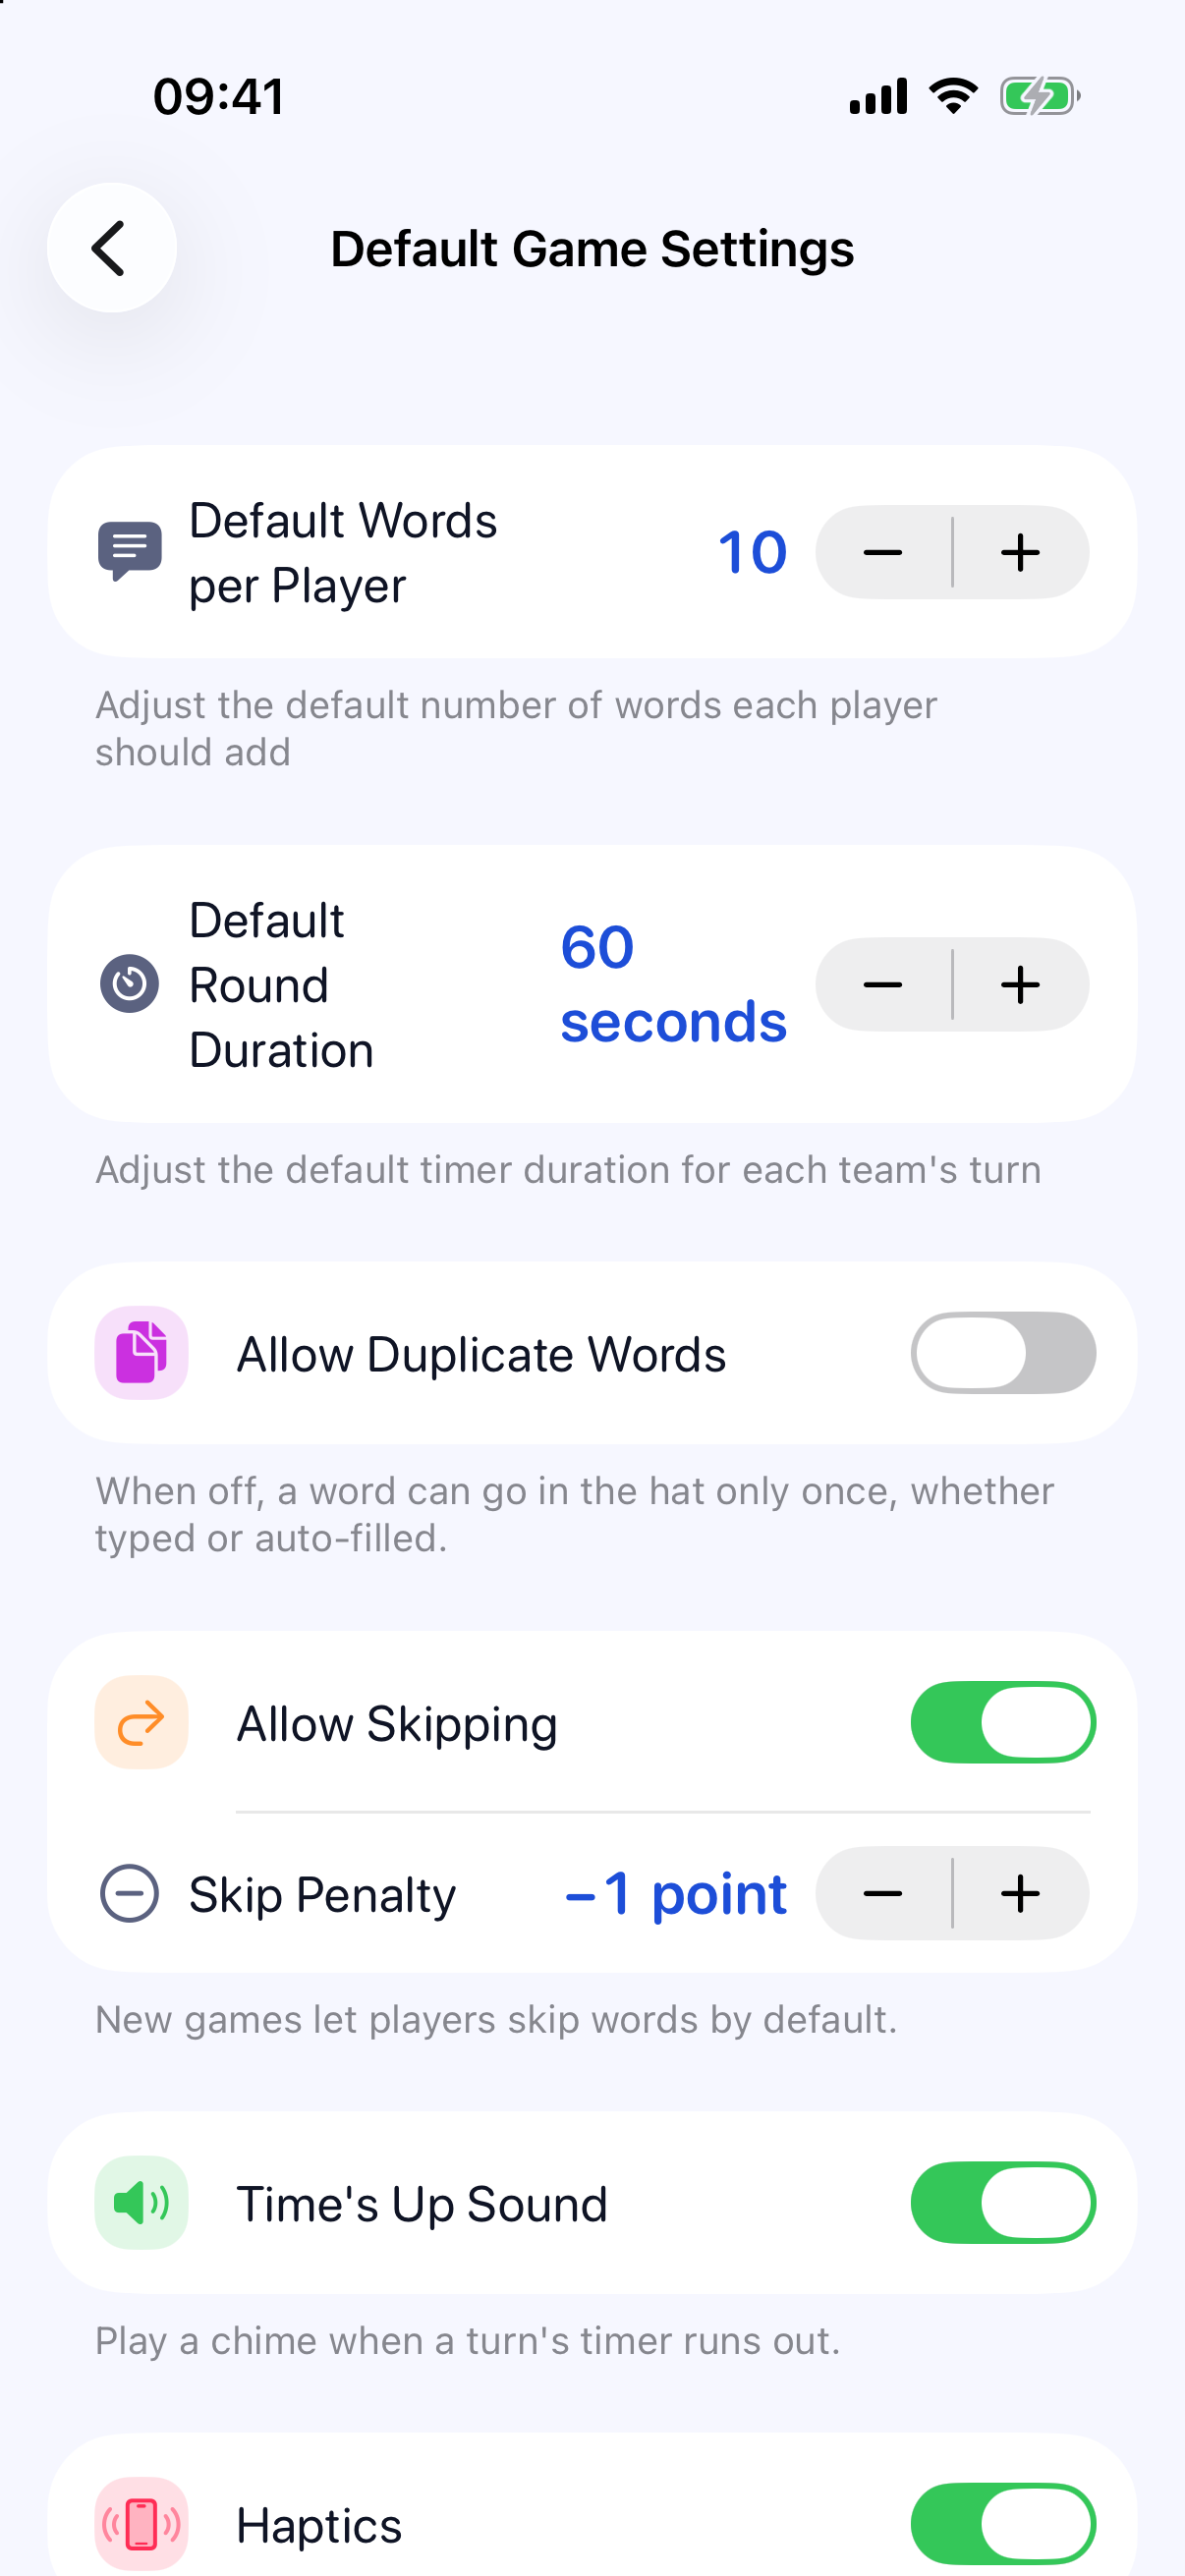 09:41
Default Game Settings
Default Words
per Player
10
Adjust the default number of words each player
should add
Default
Round
Duration
60
seconds
Adjust the default timer duration for each team's turn
Allow Duplicate Words
When off, a word can go in the hat only once, whether
typed or auto-filled.
Allow Skipping
Skip Penalty
−1 point
New games let players skip words by default.
Time's Up Sound
Play a chime when a turn's timer runs out.
Haptics